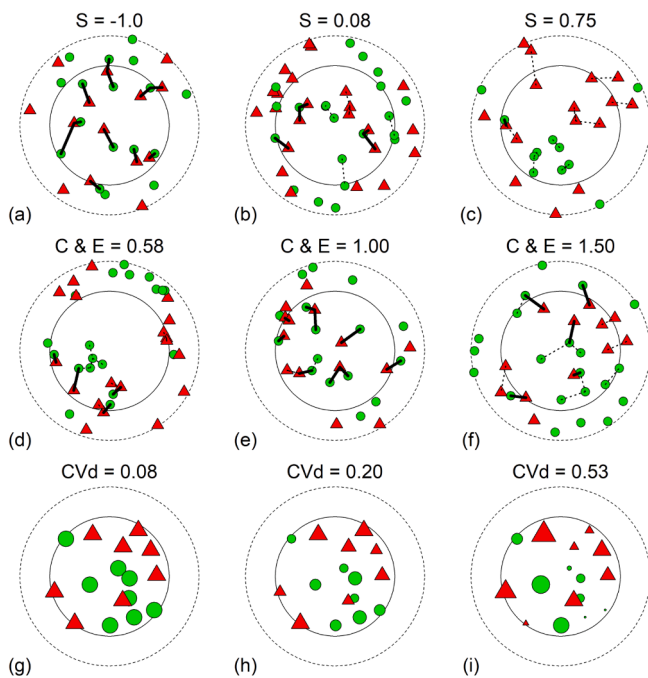 S = -1.0
S = 0.08
S = 0.75
(a)
(b)
(c)
C & E = 0.58
C & E = 1.00
C & E = 1.50
(d)
(e)
(f)
CVd = 0.08
CVd = 0.20
CVd = 0.53
(g)
(h)
(i)